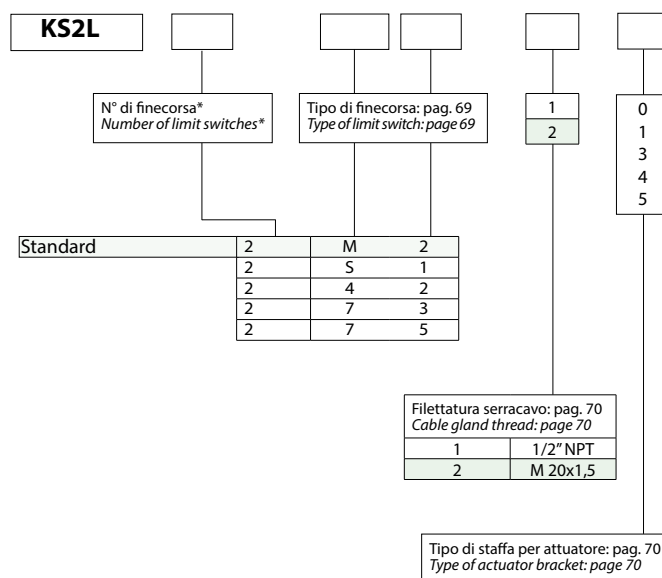 KS2L
N° di finecorsa*
Number of limit switches*
Tipo di finecorsa: pag. 69
Type of limit switch: page 69
1
2
0
1
3
4
5
Standard 2 M 2
2 S 1
2 4 2
2 7 3
2 7 5
Filettatura serracavo: pag. 70
Cable gland thread: page 70
1 1/2” NPT
2 M 20x1,5
Tipo di staffa per attuatore: pag. 70
Type of actuator bracket: page 70